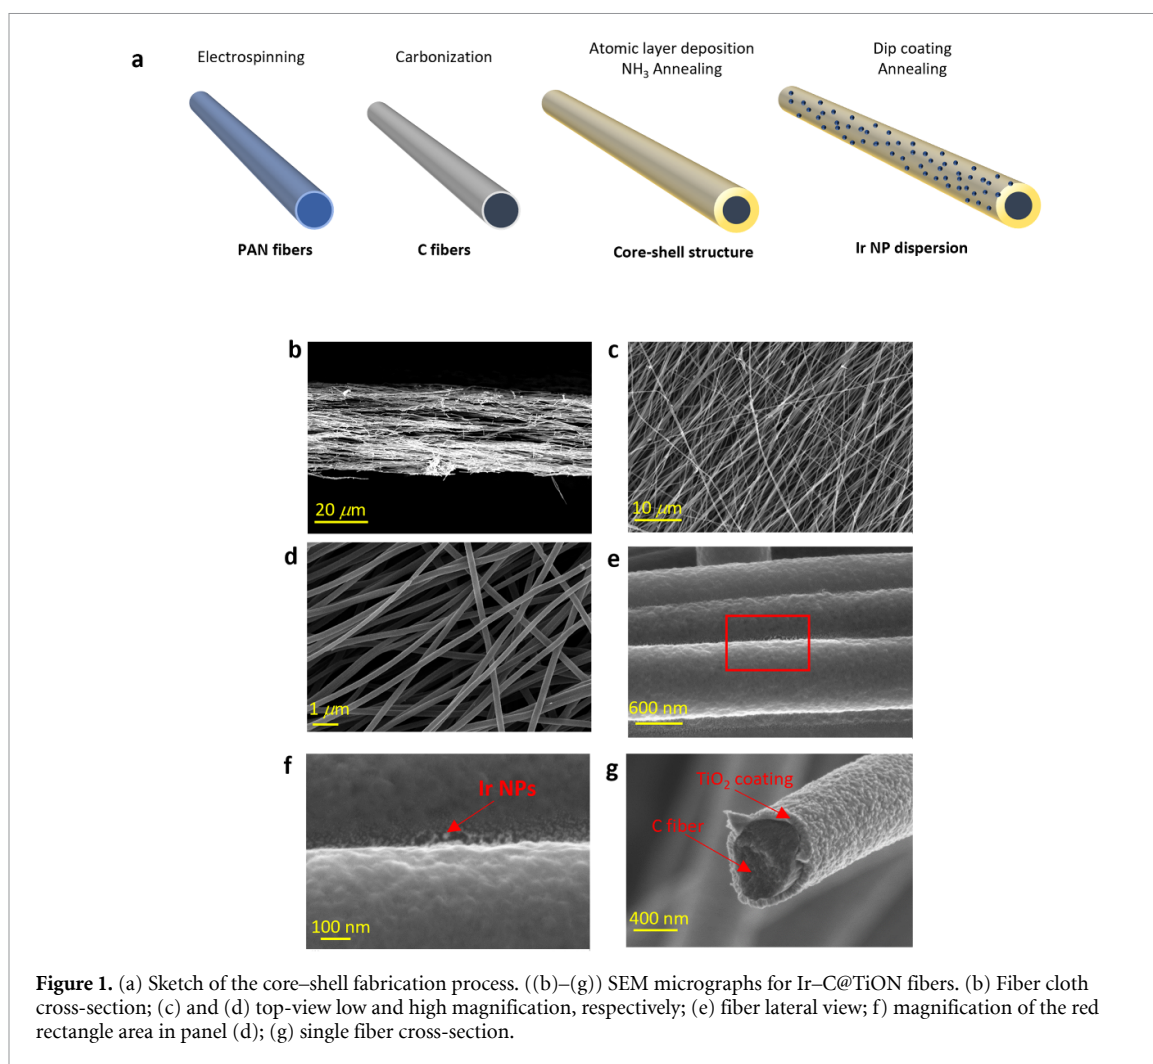 a
Electrospinning
Carbonization
Atomic layer deposition
NH₃ Annealing
Dip coating
Annealing
PAN fibers
C fibers
Core-shell structure
Ir NP dispersion
b
20 μm
c
10 μm
d
1 μm
e
600 nm
f
Ir NPs
100 nm
g
TiO₂ coating
C fiber
400 nm
Figure 1. (a) Sketch of the core–shell fabrication process. ((b)–(g)) SEM micrographs for Ir–C@TiON fibers. (b) Fiber cloth
cross-section; (c) and (d) top-view low and high magnification, respectively; (e) fiber lateral view; f) magnification of the red
rectangle area in panel (d); (g) single fiber cross-section.